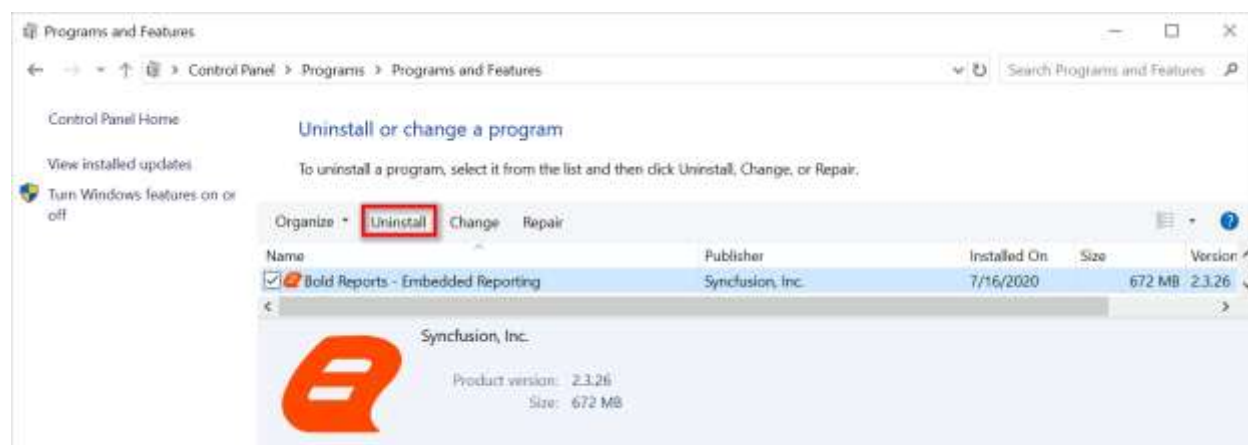 Programs and Features
Control Panel > Programs > Programs and Features
Search Programs and Features
Control Panel Home
Uninstall or change a program
View installed updates
To uninstall a program, select it from the list and then click Uninstall, Change, or Repair.
Turn Windows features on or
off
Organize Uninstall Change Repair
Name Publisher Installed On Size Version
Bold Reports - Embedded Reporting Syncfusion, Inc. 7/16/2020 672 MB 2.3.26
Syncfusion, Inc.
Product version: 2.3.26
Size: 672 MB